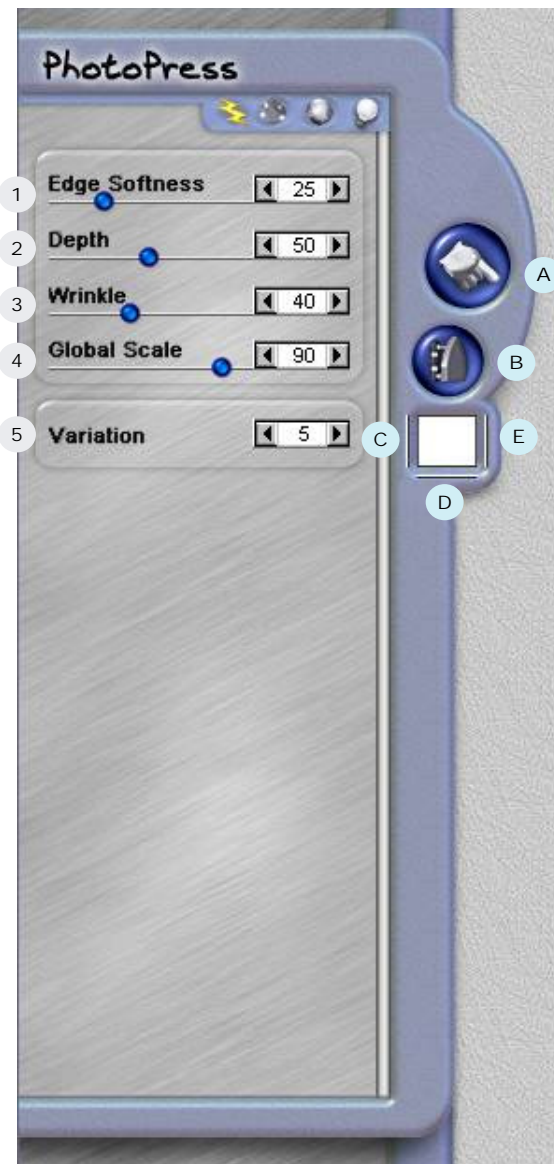 PhotoPress
1 Edge Softness 25
2 Depth 50
A
3 Wrinkle 40
4 Global Scale 90
B
5 Variation 5
C
E
D